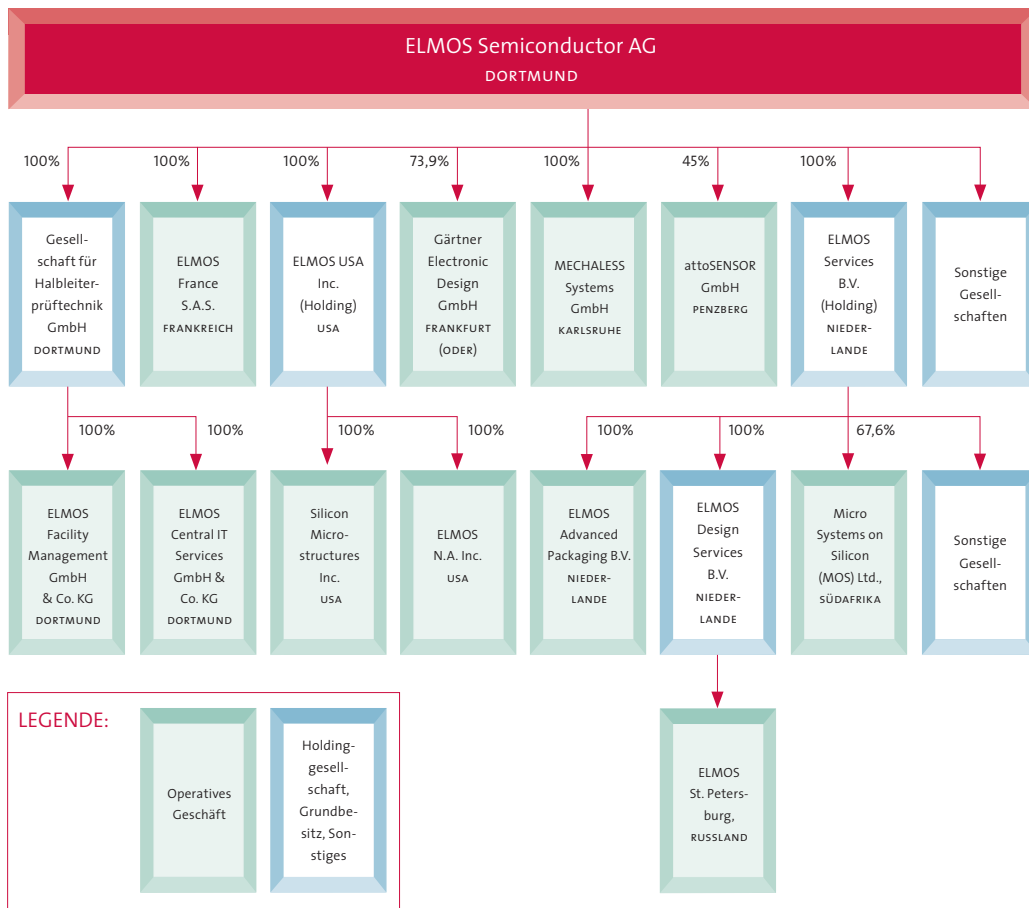 ELMOS Semiconductor AG
DORTMUND
100%
100%
100%
73,9%
100%
45%
100%
Gesell-
schaft für
Halbleiter-
prüftechnik
GmbH
DORTMUND
ELMOS
France
S.A.S.
FRANKREICH
ELMOS USA
Inc.
(Holding)
USA
Gärtner
Electronic
Design
GmbH
FRANKFURT
(ODER)
MECHALESS
Systems
GmbH
KARLSRUHE
attoSENSOR
GmbH
PENZBERG
ELMOS
Services
B.V.
(Holding)
NIEDER-
LANDE
Sonstige
Gesell-
schaften
100%
100%
100%
100%
100%
100%
67,6%
ELMOS
Facility
Management
GmbH
& Co. KG
DORTMUND
ELMOS
Central IT
Services
GmbH &
Co. KG
DORTMUND
Silicon
Micro-
structures
Inc.
USA
ELMOS
N.A. Inc.
USA
ELMOS
Advanced
Packaging B.V.
NIEDER-
LANDE
ELMOS
Design
Services
B.V.
NIEDER-
LANDE
Micro
Systems on
Silicon
(MOS) Ltd.,
SÜDAFRIKA
Sonstige
Gesell-
schaften
LEGENDE:
Operatives
Geschäft
Holding-
gesell-
schaft,
Grundbe-
sitz, Son-
stiges
ELMOS
St. Peters-
burg,
RUSSLAND